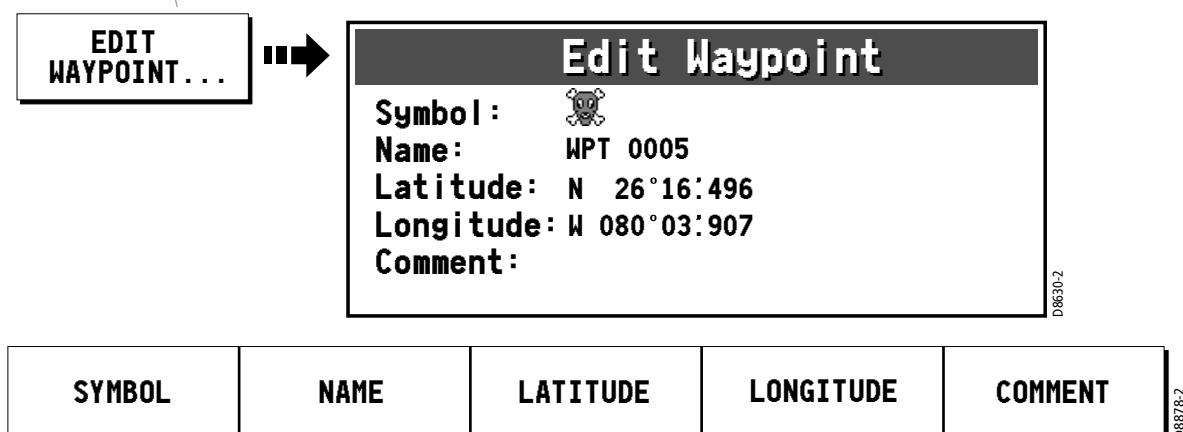 EDIT
WAYPOINT...
Edit Waypoint
Symbol:
Name: WPT 0005
Latitude: N 26°16.'496
Longitude: W 080°03.'907
Comment:
D8630-2
SYMBOL NAME LATITUDE LONGITUDE COMMENT
D8878-2